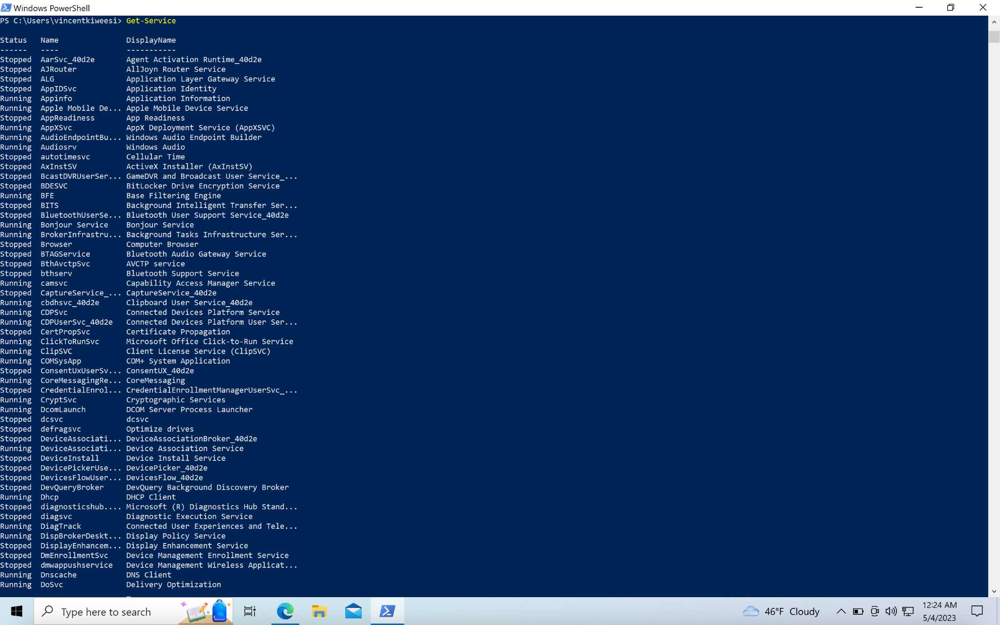 Windows PowerShell
PS C:\Users\vincentkiweesi> Get-Service
Status Name DisplayName
------ ---- -----------
Stopped AarSvc_40d2e Agent Activation Runtime_40d2e
Stopped AJRouter AllJoyn Router Service
Stopped ALG Application Layer Gateway Service
Stopped AppIDSvc Application Identity
Running Appinfo Application Information
Running Apple Mobile De... Apple Mobile Device Service
Stopped AppReadiness App Readiness
Running AppXSvc AppX Deployment Service (AppXSVC)
Running AudioEndpointBu... Windows Audio Endpoint Builder
Running Audiosrv Windows Audio
Stopped autotimesvc Cellular Time
Stopped AxInstSV ActiveX Installer (AxInstSV)
Stopped BcastDVRUserSer... GameDVR and Broadcast User Service_...
Stopped BDESVC BitLocker Drive Encryption Service
Running BFE Base Filtering Engine
Stopped BITS Background Intelligent Transfer Ser...
Stopped BluetoothUserSe... Bluetooth User Support Service_40d2e
Running Bonjour Service Bonjour Service
Running BrokerInfrastru... Background Tasks Infrastructure Ser...
Stopped Browser Computer Browser
Stopped BTAGService Bluetooth Audio Gateway Service
Stopped BthAvctpSvc AVCTP service
Stopped bthserv Bluetooth Support Service
Running camsvc Capability Access Manager Service
Stopped CaptureService_... CaptureService_40d2e
Running cbdhsvc_40d2e Clipboard User Service_40d2e
Running CDPSvc Connected Devices Platform Service
Running CDPUserSvc_40d2e Connected Devices Platform User Ser...
Stopped CertPropSvc Certificate Propagation
Running ClickToRunSvc Microsoft Office Click-to-Run Service
Running ClipSVC Client License Service (ClipSVC)
Running COMSysApp COM+ System Application
Stopped ConsentUxUserSv... ConsentUX_40d2e
Running CoreMessagingRe... CoreMessaging
Stopped CredentialEnrol... CredentialEnrollmentManagerUserSvc_...
Running CryptSvc Cryptographic Services
Running DcomLaunch DCOM Server Process Launcher
Stopped dcsvc dcsvc
Stopped defragsvc Optimize drives
Stopped DeviceAssociati... DeviceAssociationBroker_40d2e
Running DeviceAssociati... Device Association Service
Stopped DeviceInstall Device Install Service
Stopped DevicePickerUse... DevicePicker_40d2e
Stopped DevicesFlowUser... DevicesFlow_40d2e
Stopped DevQueryBroker DevQuery Background Discovery Broker
Running Dhcp DHCP Client
Stopped diagnosticshub.... Microsoft (R) Diagnostics Hub Stand...
Stopped diagsvc Diagnostic Execution Service
Running DiagTrack Connected User Experiences and Tele...
Running DispBrokerDeskt... Display Policy Service
Stopped DisplayEnhancem... Display Enhancement Service
Stopped DmEnrollmentSvc Device Management Enrollment Service
Stopped dmwappushservice Device Management Wireless Applicat...
Running Dnscache DNS Client
Running DoSvc Delivery Optimization
Type here to search
46°F Cloudy
12:24 AM
5/4/2023